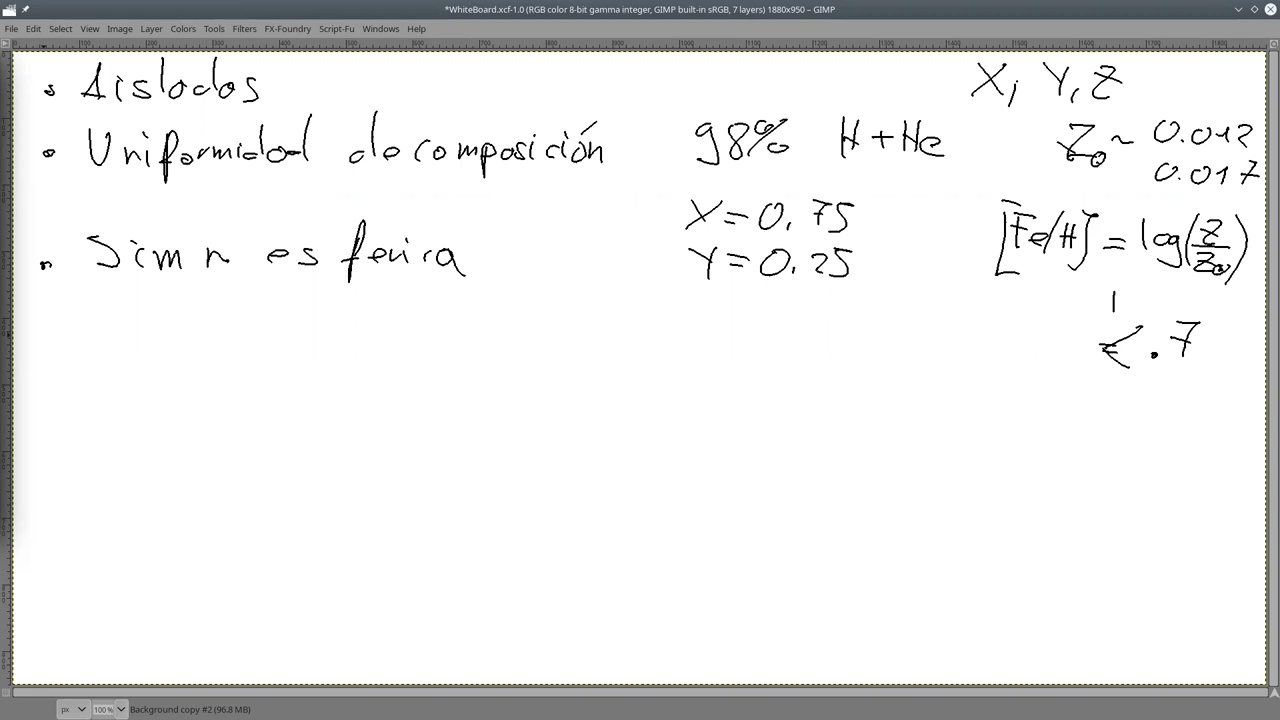 *WhiteBoard.xcf-1.0 (RGB color 8-bit gamma integer, GIMP built-in sRGB, 7 layers) 1880x950 – GIMP
File Edit Select View Image Layer Colors Tools Filters FX-Foundry Script-Fu Windows Help
• Aislados
X, Y, Z
• Uniformidad de composición 98% H + He
Z₀ ~ 0.012
0.017
X = 0.75
[Fe/H] = log(Z/Z₀)
• Sim n esferica
Y = 0.25
< .7
px 100% Background copy #2 (96.8 MB)